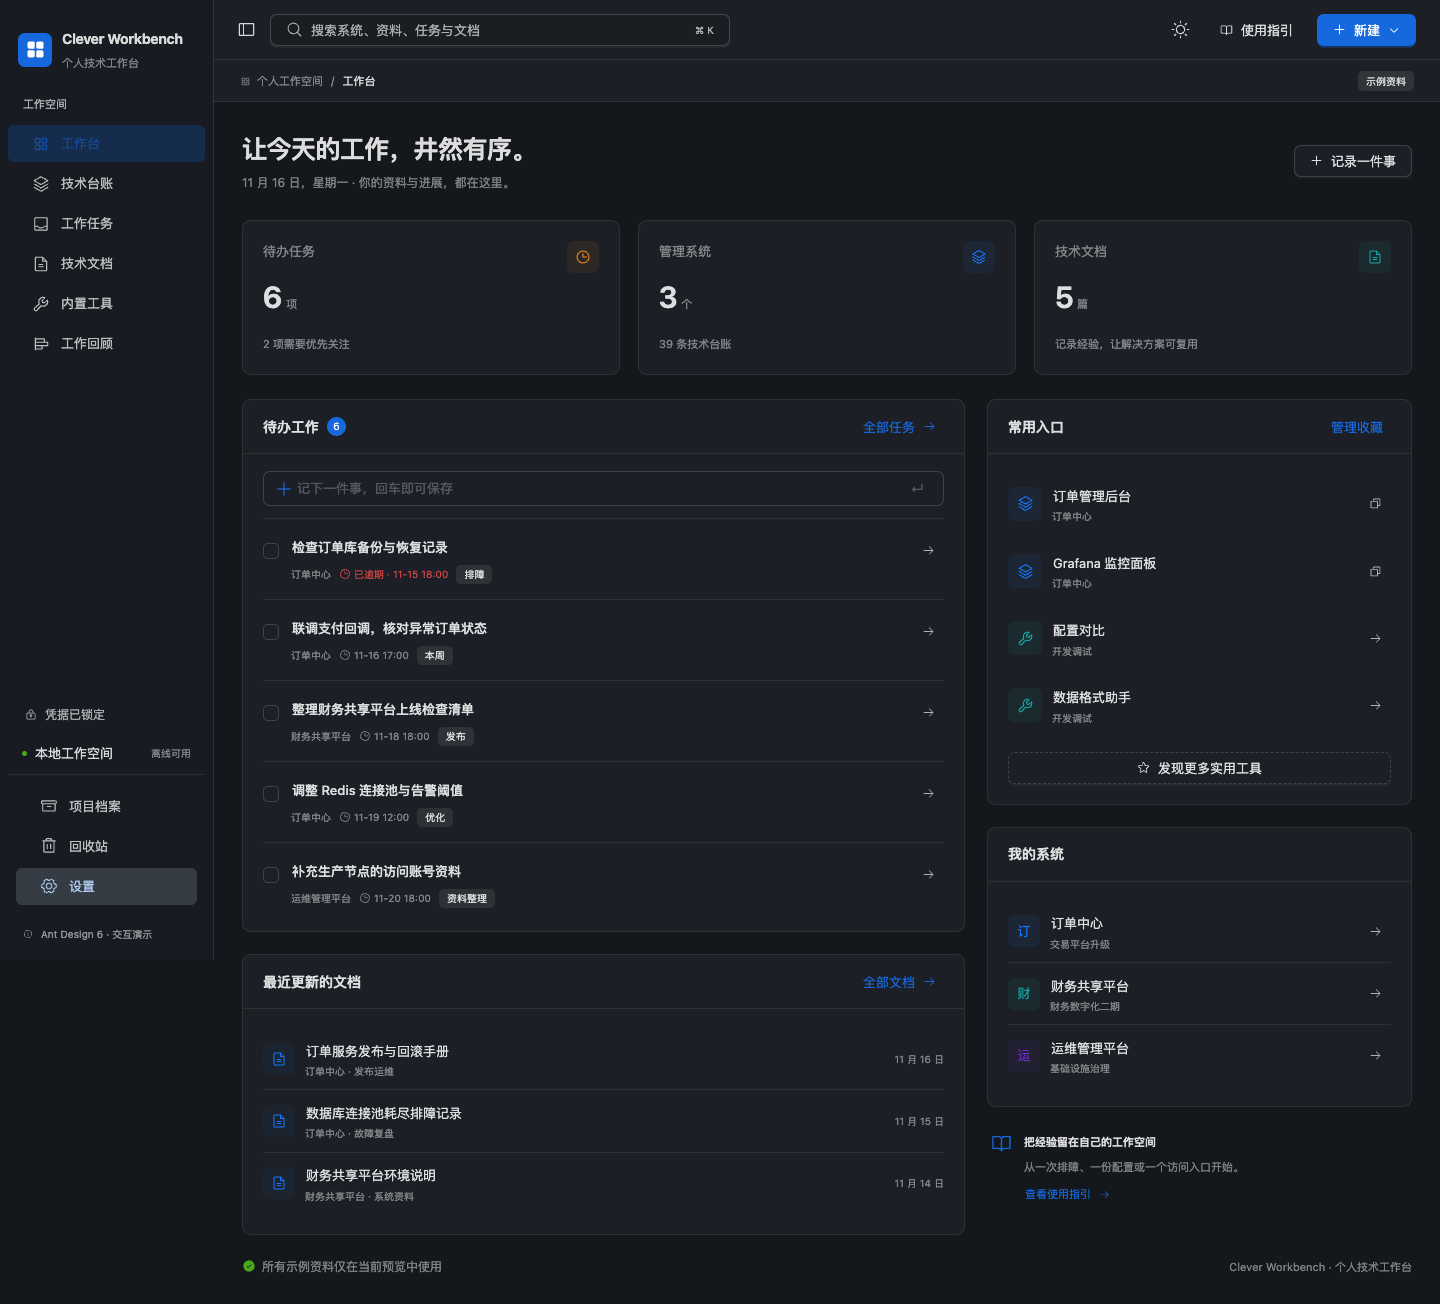 Clever Workbench
个人技术工作台
工作空间
工作台
技术台账
工作任务
技术文档
内置工具
工作回顾
凭据已锁定
本地工作空间 离线可用
项目档案
回收站
设置
Ant Design 6 · 交互演示
搜索系统、资料、任务与文档 ⌘ K
使用指引
新建
个人工作空间 / 工作台
示例资料
让今天的工作，井然有序。
11 月 16 日，星期一 · 你的资料与进展，都在这里。
记录一件事
待办任务
6 项
2 项需要优先关注
管理系统
3 个
39 条技术台账
技术文档
5 篇
记录经验，让解决方案可复用
待办工作 6
全部任务
记下一件事，回车即可保存
检查订单库备份与恢复记录
订单中心 已逾期 · 11-15 18:00 排障
联调支付回调，核对异常订单状态
订单中心 11-16 17:00 本周
整理财务共享平台上线检查清单
财务共享平台 11-18 18:00 发布
调整 Redis 连接池与告警阈值
订单中心 11-19 12:00 优化
补充生产节点的访问账号资料
运维管理平台 11-20 18:00 资料整理
最近更新的文档
全部文档
订单服务发布与回滚手册
订单中心 · 发布运维
11 月 16 日
数据库连接池耗尽排障记录
订单中心 · 故障复盘
11 月 15 日
财务共享平台环境说明
财务共享平台 · 系统资料
11 月 14 日
常用入口
管理收藏
订单管理后台
订单中心
Grafana 监控面板
订单中心
配置对比
开发调试
数据格式助手
开发调试
发现更多实用工具
我的系统
订
订单中心
交易平台升级
财
财务共享平台
财务数字化二期
运
运维管理平台
基础设施治理
把经验留在自己的工作空间
从一次排障、一份配置或一个访问入口开始。
查看使用指引
所有示例资料仅在当前预览中使用
Clever Workbench · 个人技术工作台